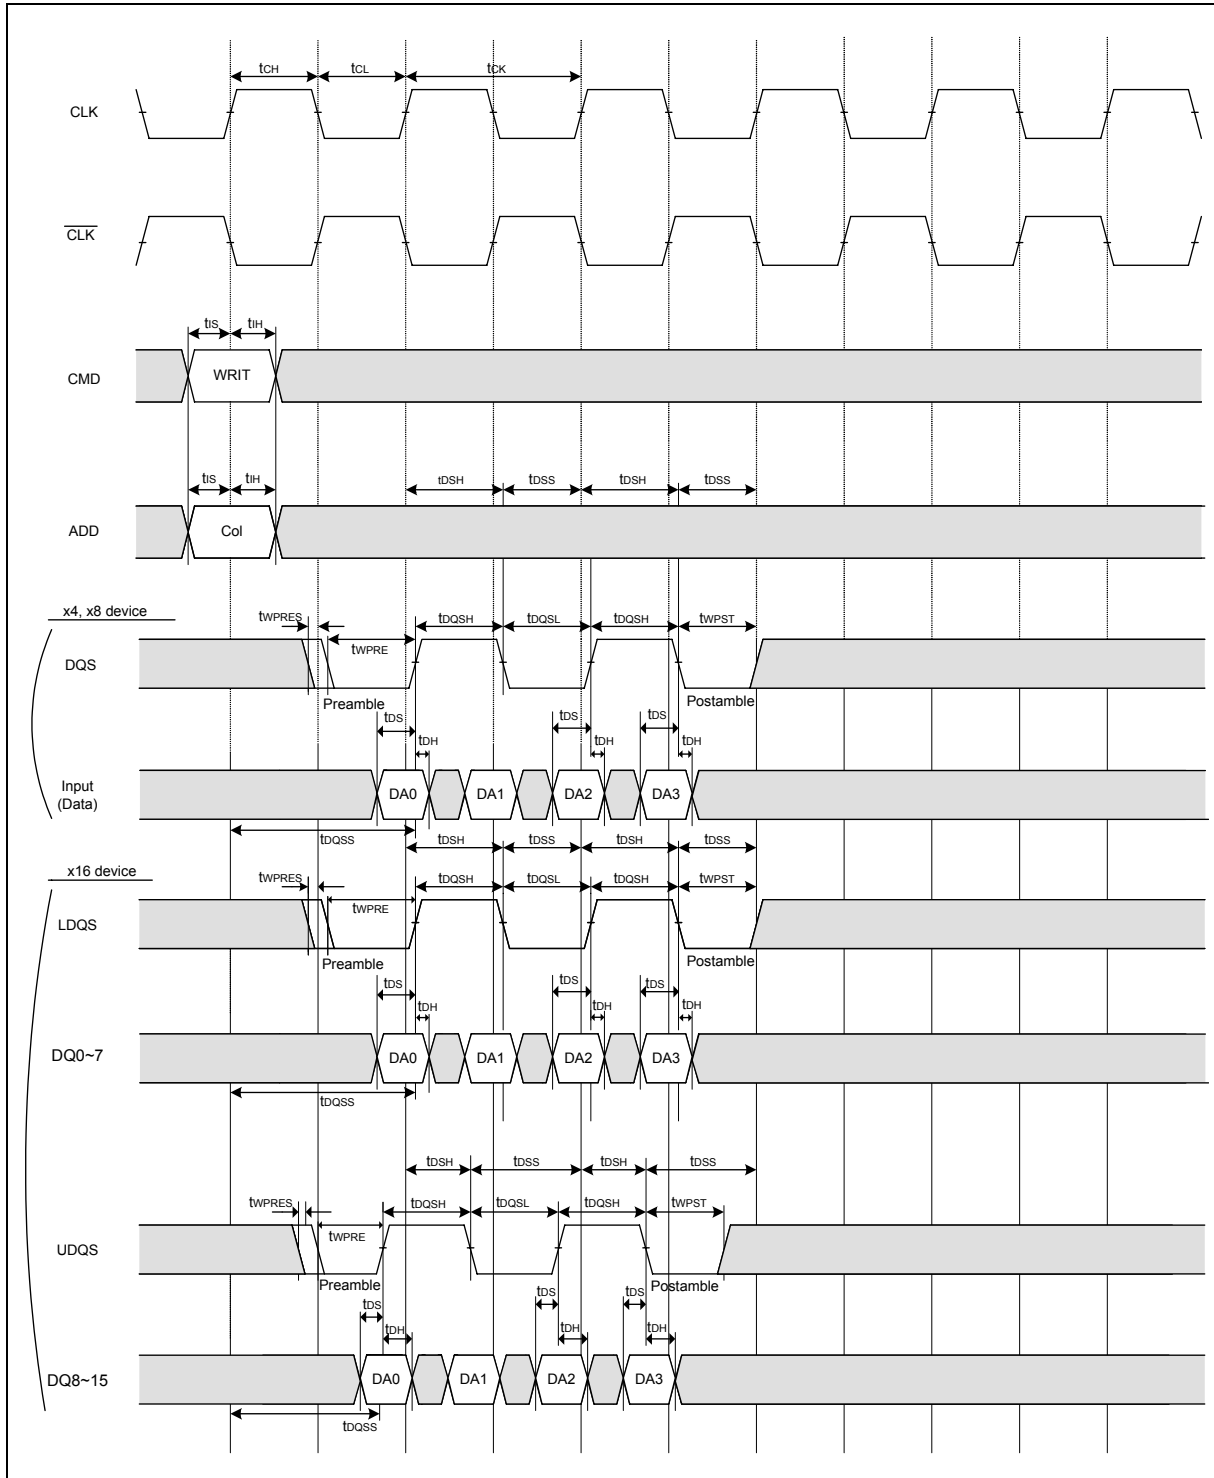 tCH tCL tCK
CLK
CLK
tIS tIH
CMD WRIT
tIS tIH tDSH tDSS tDSH tDSS
ADD Col
x4, x8 device
tWPRES tDQSH tDQSL tDQSH tWPST
tWPRE
DQS
Preamble Postamble
tDS tDS tDS
tDH tDH tDH
Input
(Data)
DA0 DA1 DA2 DA3
tDQSS
tDSH tDSS tDSH tDSS
x16 device
tWPRES tDQSH tDQSL tDQSH tWPST
tWPRE
LDQS
Preamble Postamble
tDS tDS tDS
tDH tDH tDH
DQ0~7 DA0 DA1 DA2 DA3
tDQSS
tDSH tDSS tDSH tDSS
tWPRES tDQSH tDQSL tDQSH tWPST
tWPRE
UDQS
Preamble Postamble
tDS tDS tDS
tDH tDH tDH
DQ8~15 DA0 DA1 DA2 DA3
tDQSS